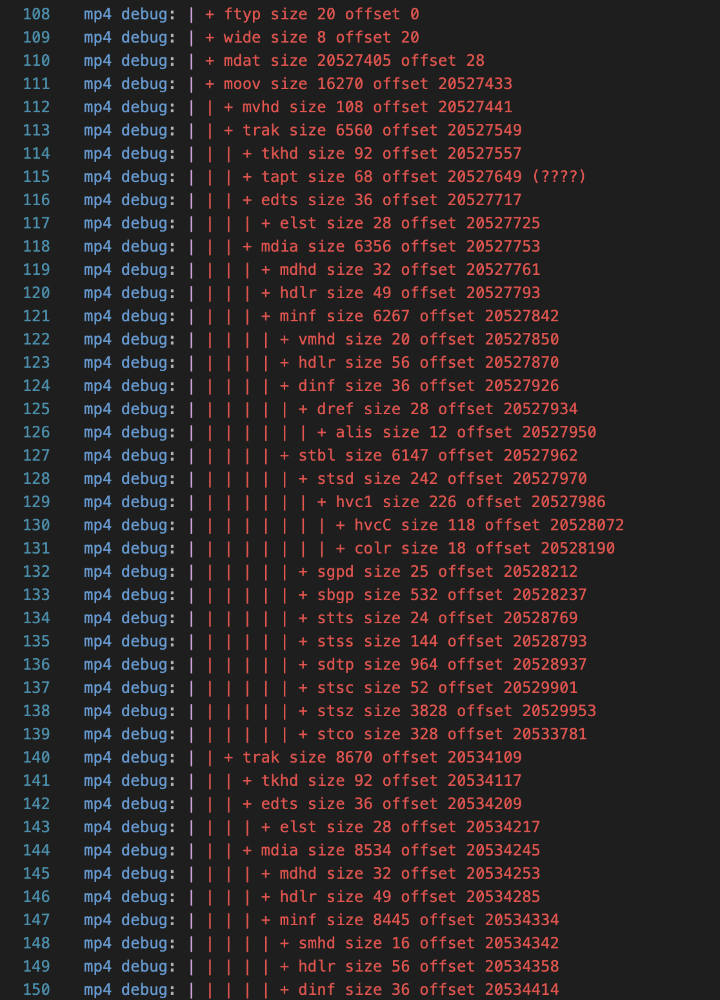 108 mp4 debug: | + ftyp size 20 offset 0
109 mp4 debug: | + wide size 8 offset 20
110 mp4 debug: | + mdat size 20527405 offset 28
111 mp4 debug: | + moov size 16270 offset 20527433
112 mp4 debug: | | + mvhd size 108 offset 20527441
113 mp4 debug: | | + trak size 6560 offset 20527549
114 mp4 debug: | | | + tkhd size 92 offset 20527557
115 mp4 debug: | | | + tapt size 68 offset 20527649 (????)
116 mp4 debug: | | | + edts size 36 offset 20527717
117 mp4 debug: | | | | + elst size 28 offset 20527725
118 mp4 debug: | | | + mdia size 6356 offset 20527753
119 mp4 debug: | | | | + mdhd size 32 offset 20527761
120 mp4 debug: | | | | + hdlr size 49 offset 20527793
121 mp4 debug: | | | | + minf size 6267 offset 20527842
122 mp4 debug: | | | | | + vmhd size 20 offset 20527850
123 mp4 debug: | | | | | + hdlr size 56 offset 20527870
124 mp4 debug: | | | | | + dinf size 36 offset 20527926
125 mp4 debug: | | | | | | + dref size 28 offset 20527934
126 mp4 debug: | | | | | | | + alis size 12 offset 20527950
127 mp4 debug: | | | | | + stbl size 6147 offset 20527962
128 mp4 debug: | | | | | | + stsd size 242 offset 20527970
129 mp4 debug: | | | | | | | + hvc1 size 226 offset 20527986
130 mp4 debug: | | | | | | | | + hvcC size 118 offset 20528072
131 mp4 debug: | | | | | | | | + colr size 18 offset 20528190
132 mp4 debug: | | | | | | + sgpd size 25 offset 20528212
133 mp4 debug: | | | | | | + sbgp size 532 offset 20528237
134 mp4 debug: | | | | | | + stts size 24 offset 20528769
135 mp4 debug: | | | | | | + stss size 144 offset 20528793
136 mp4 debug: | | | | | | + sdtp size 964 offset 20528937
137 mp4 debug: | | | | | | + stsc size 52 offset 20529901
138 mp4 debug: | | | | | | + stsz size 3828 offset 20529953
139 mp4 debug: | | | | | | + stco size 328 offset 20533781
140 mp4 debug: | | + trak size 8670 offset 20534109
141 mp4 debug: | | | + tkhd size 92 offset 20534117
142 mp4 debug: | | | + edts size 36 offset 20534209
143 mp4 debug: | | | | + elst size 28 offset 20534217
144 mp4 debug: | | | + mdia size 8534 offset 20534245
145 mp4 debug: | | | | + mdhd size 32 offset 20534253
146 mp4 debug: | | | | + hdlr size 49 offset 20534285
147 mp4 debug: | | | | + minf size 8445 offset 20534334
148 mp4 debug: | | | | | + smhd size 16 offset 20534342
149 mp4 debug: | | | | | + hdlr size 56 offset 20534358
150 mp4 debug: | | | | | + dinf size 36 offset 20534414